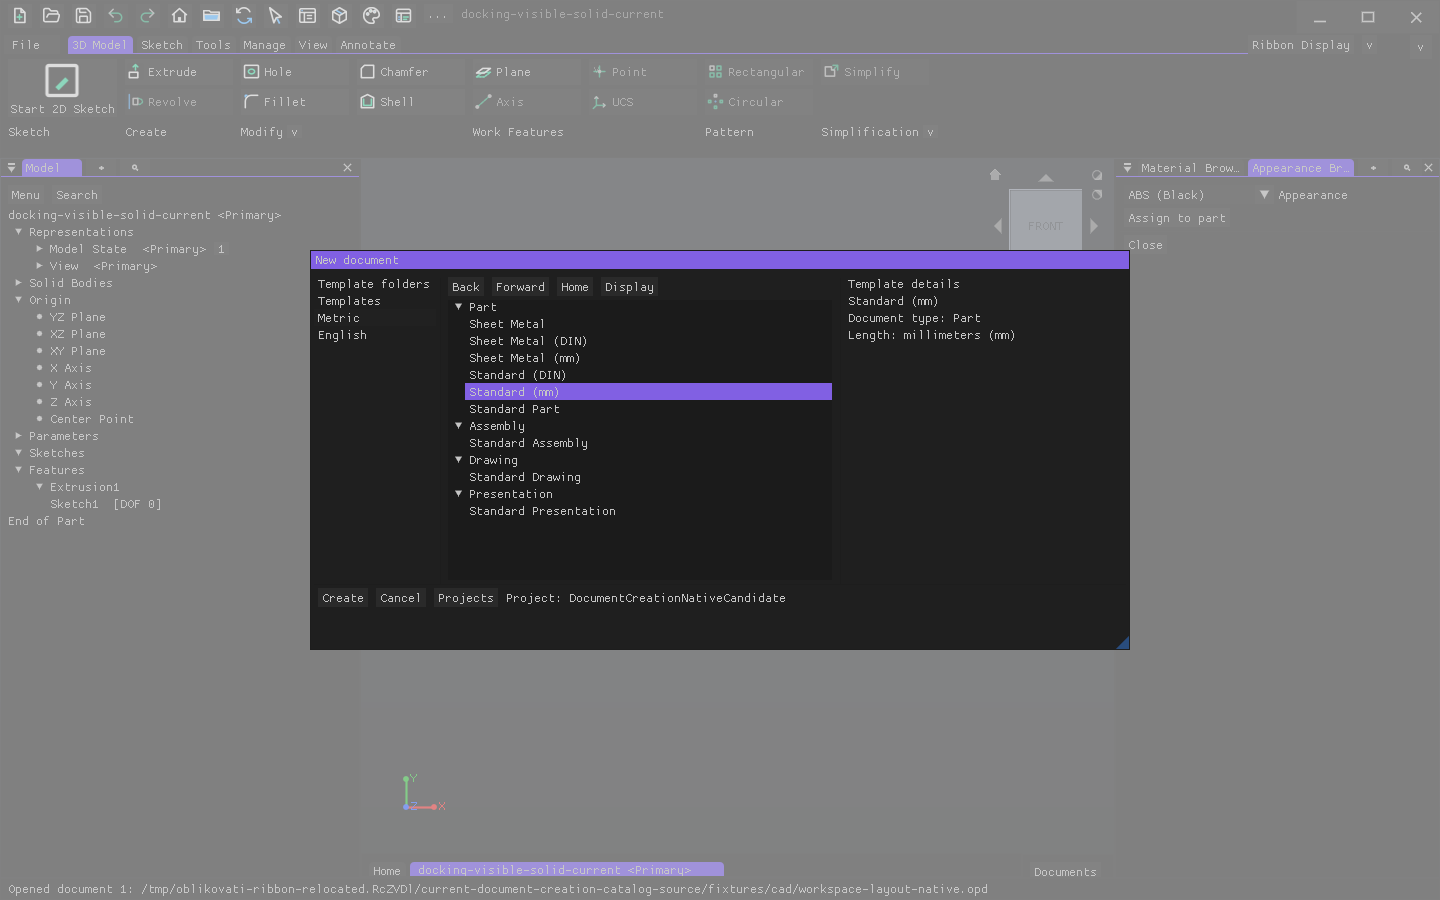 ... docking-visible-solid-current
File 3D Model Sketch Tools Manage View Annotate Ribbon Display v v
Start 2D Sketch
Extrude
Revolve
Hole
Fillet
Chamfer
Shell
Plane
Axis
Point
UCS
Rectangular
Circular
Simplify
Sketch Create Modify v Work Features Pattern Simplification v
Model
Menu Search
docking-visible-solid-current <Primary>
Representations
Model State <Primary> 1
View <Primary>
Solid Bodies
Origin
YZ Plane
XZ Plane
XY Plane
X Axis
Y Axis
Z Axis
Center Point
Parameters
Sketches
Features
Extrusion1
Sketch1 [DOF 0]
End of Part
FRONT
Material Brow… Appearance Br…
ABS (Black) Appearance
Assign to part
Close
New document
Template folders
Templates
Metric
English
Back Forward Home Display
Part
Sheet Metal
Sheet Metal (DIN)
Sheet Metal (mm)
Standard (DIN)
Standard (mm)
Standard Part
Assembly
Standard Assembly
Drawing
Standard Drawing
Presentation
Standard Presentation
Template details
Standard (mm)
Document type: Part
Length: millimeters (mm)
Create Cancel Projects Project: DocumentCreationNativeCandidate
Y
Z X
Home docking-visible-solid-current <Primary> Documents
Opened document 1: /tmp/oblikovati-ribbon-relocated.RcZVDl/current-document-creation-catalog-source/fixtures/cad/workspace-layout-native.opd